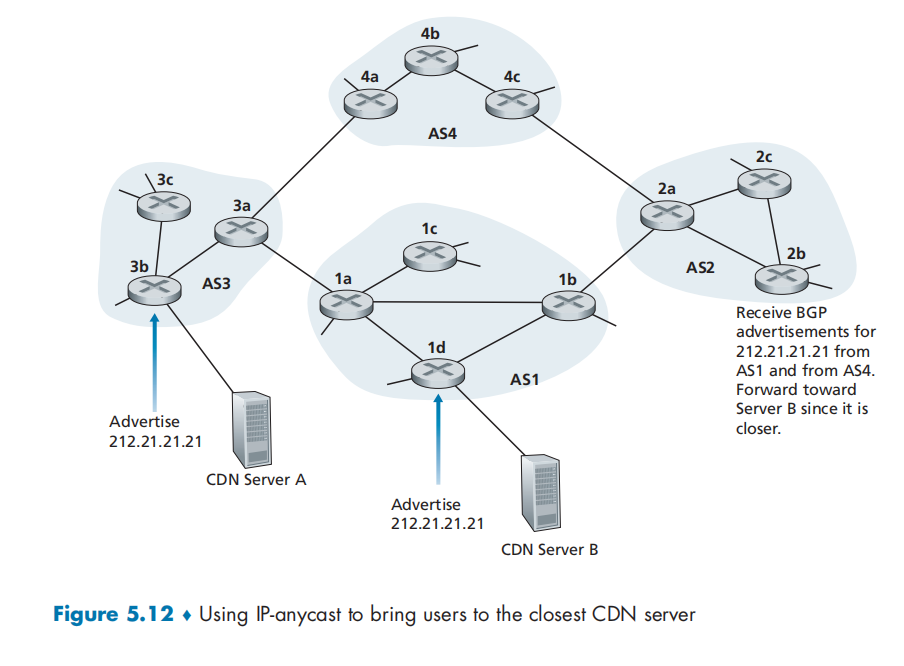 4b
4a
4c
AS4
2c
3c
2a
3a
1c
2b
3b
AS2
AS3
1a
1b
Receive BGP
advertisements for
212.21.21.21 from
AS1 and from AS4.
Forward toward
Server B since it is
closer.
1d
AS1
Advertise
212.21.21.21
CDN Server A
Advertise
212.21.21.21
CDN Server B
Figure 5.12 ♦ Using IP-anycast to bring users to the closest CDN server